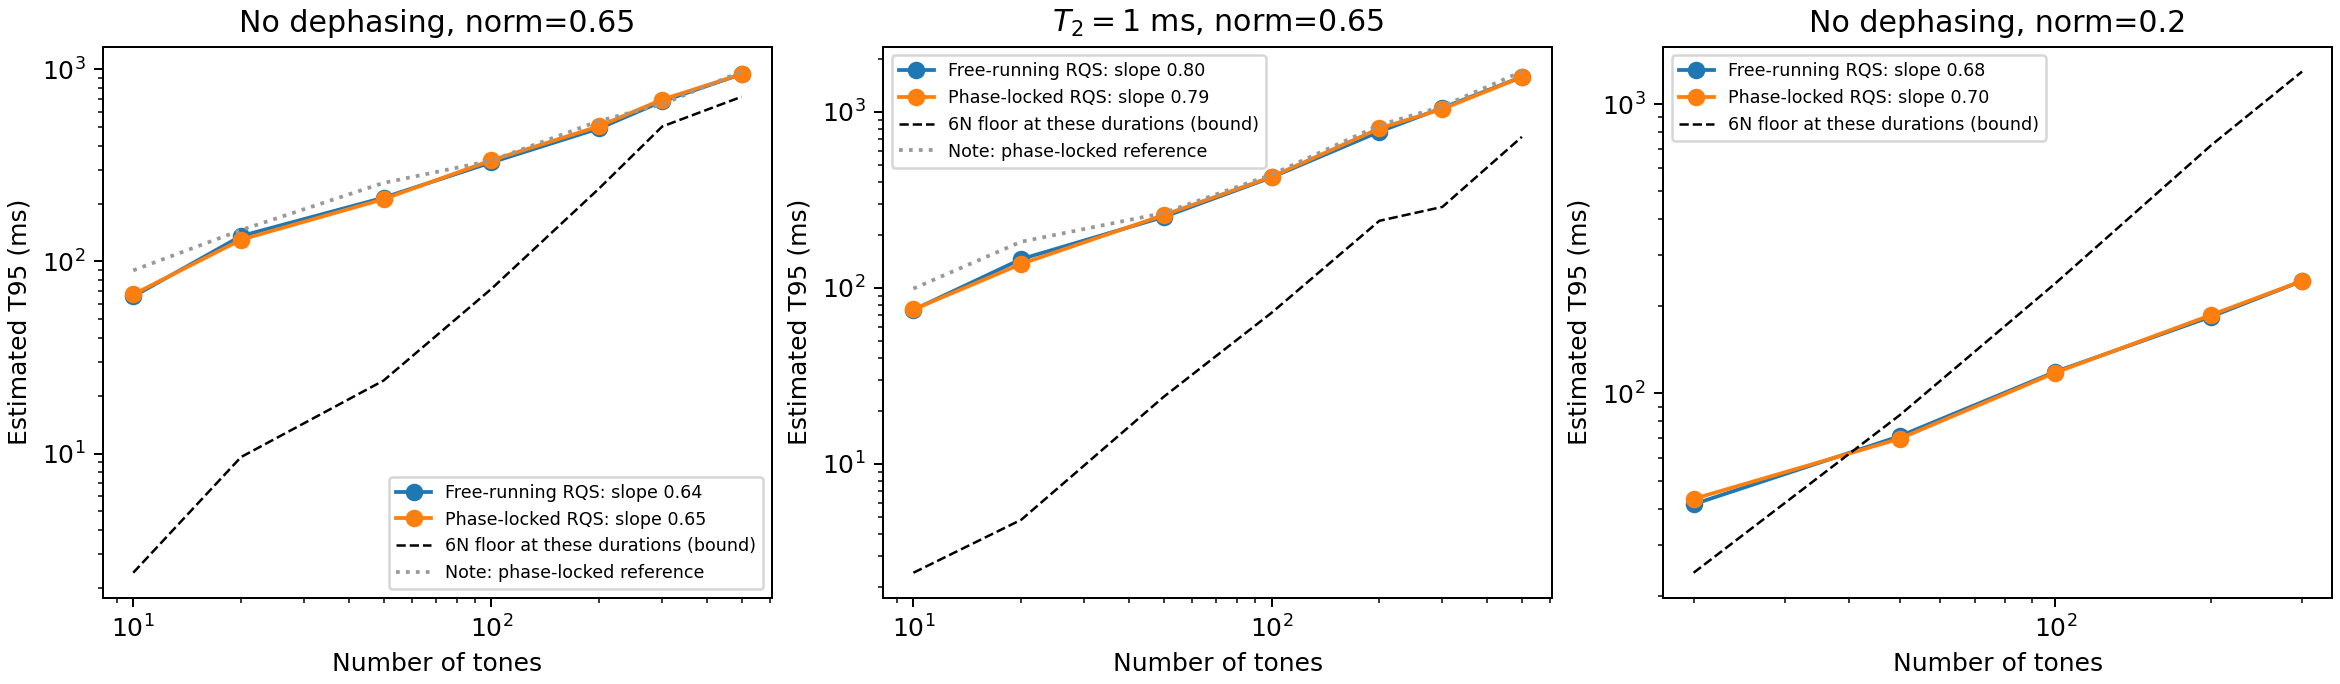 No dephasing, norm=0.65
Estimated T95 (ms)
10³
10²
10¹
Free-running RQS: slope 0.64
Phase-locked RQS: slope 0.65
6N floor at these durations (bound)
Note: phase-locked reference
10¹
10²
Number of tones
T₂ = 1 ms, norm=0.65
Estimated T95 (ms)
10³
10²
10¹
Free-running RQS: slope 0.80
Phase-locked RQS: slope 0.79
6N floor at these durations (bound)
Note: phase-locked reference
10¹
10²
Number of tones
No dephasing, norm=0.2
Estimated T95 (ms)
10³
10²
Free-running RQS: slope 0.68
Phase-locked RQS: slope 0.70
6N floor at these durations (bound)
10²
Number of tones